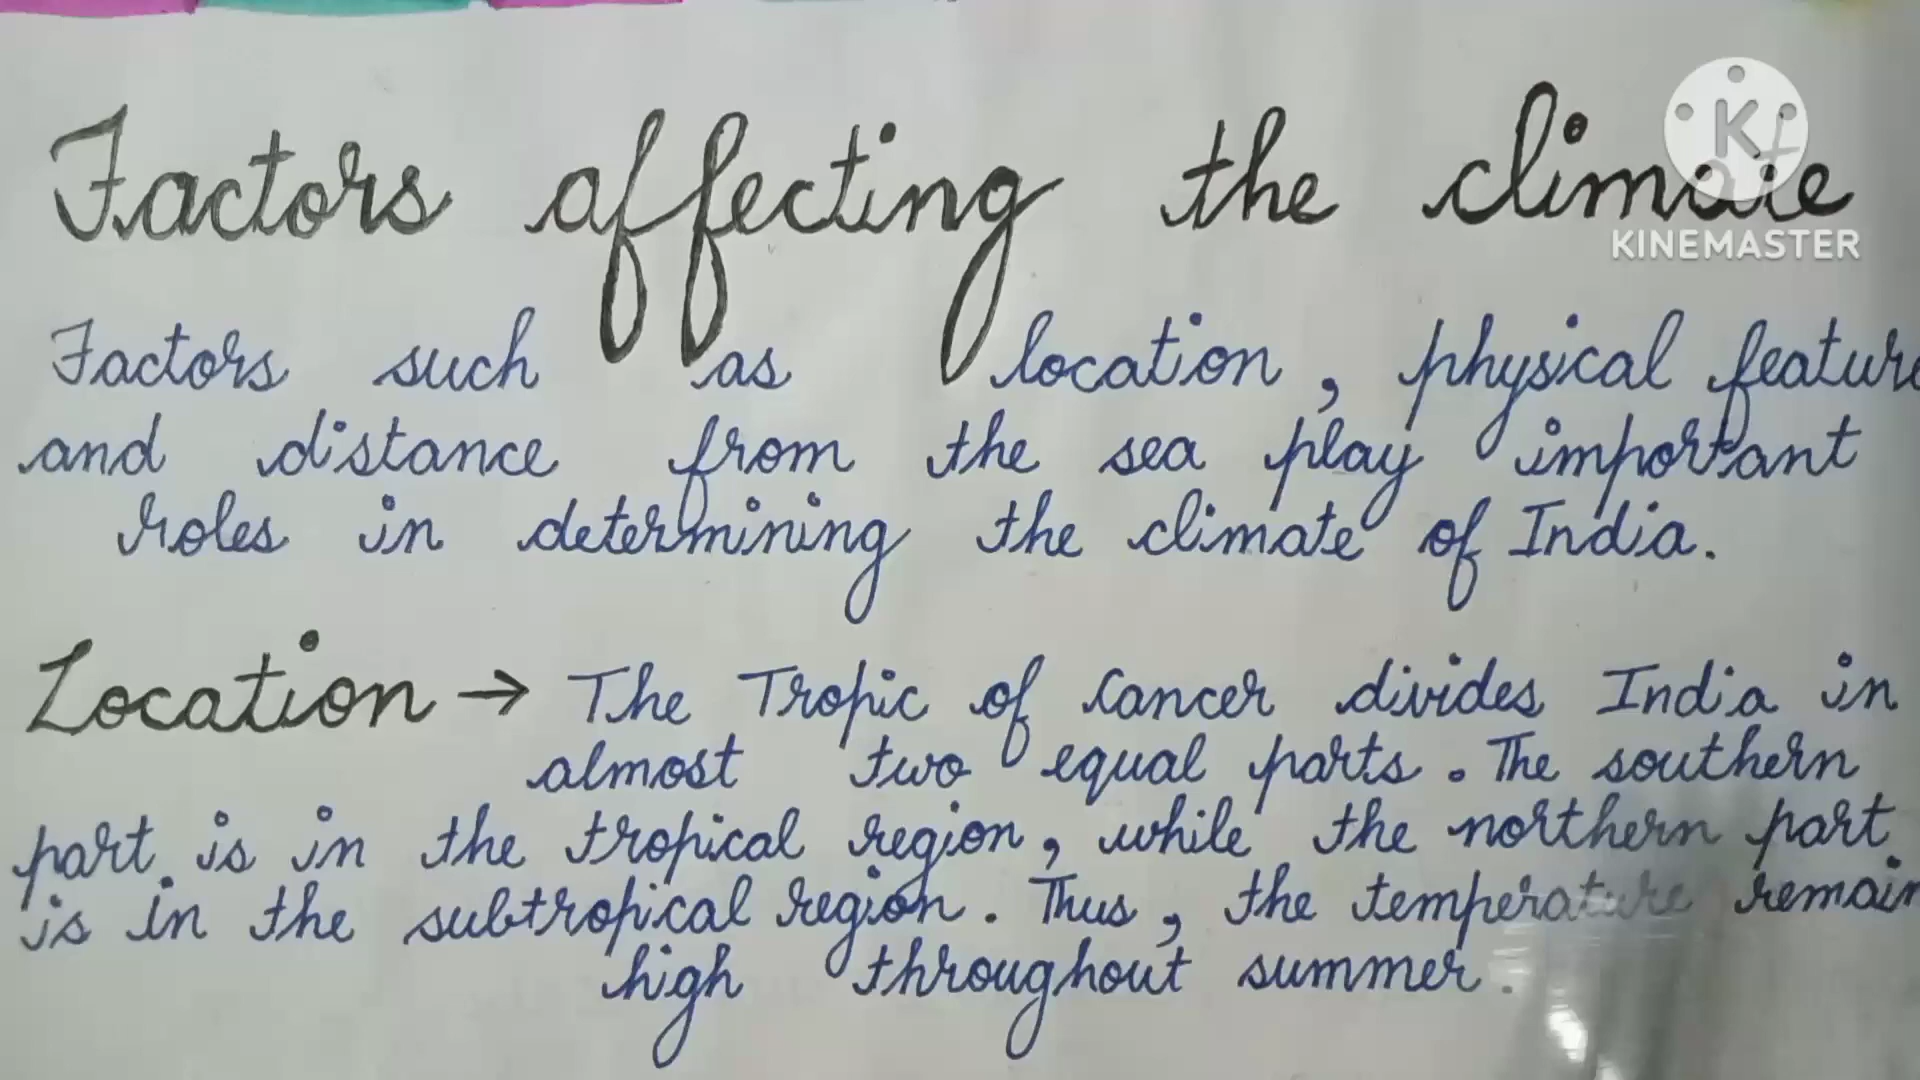 Factors affecting the climate
KINEMASTER
Factors such as location, physical featur
and distance from the sea play important
roles in determining the climate of India.
Location → The Tropic of Cancer divides India in
almost two equal parts. The southern
part is in the tropical region, while the northern part
is in the subtropical region. Thus, the temperature remain
high throughout summer.